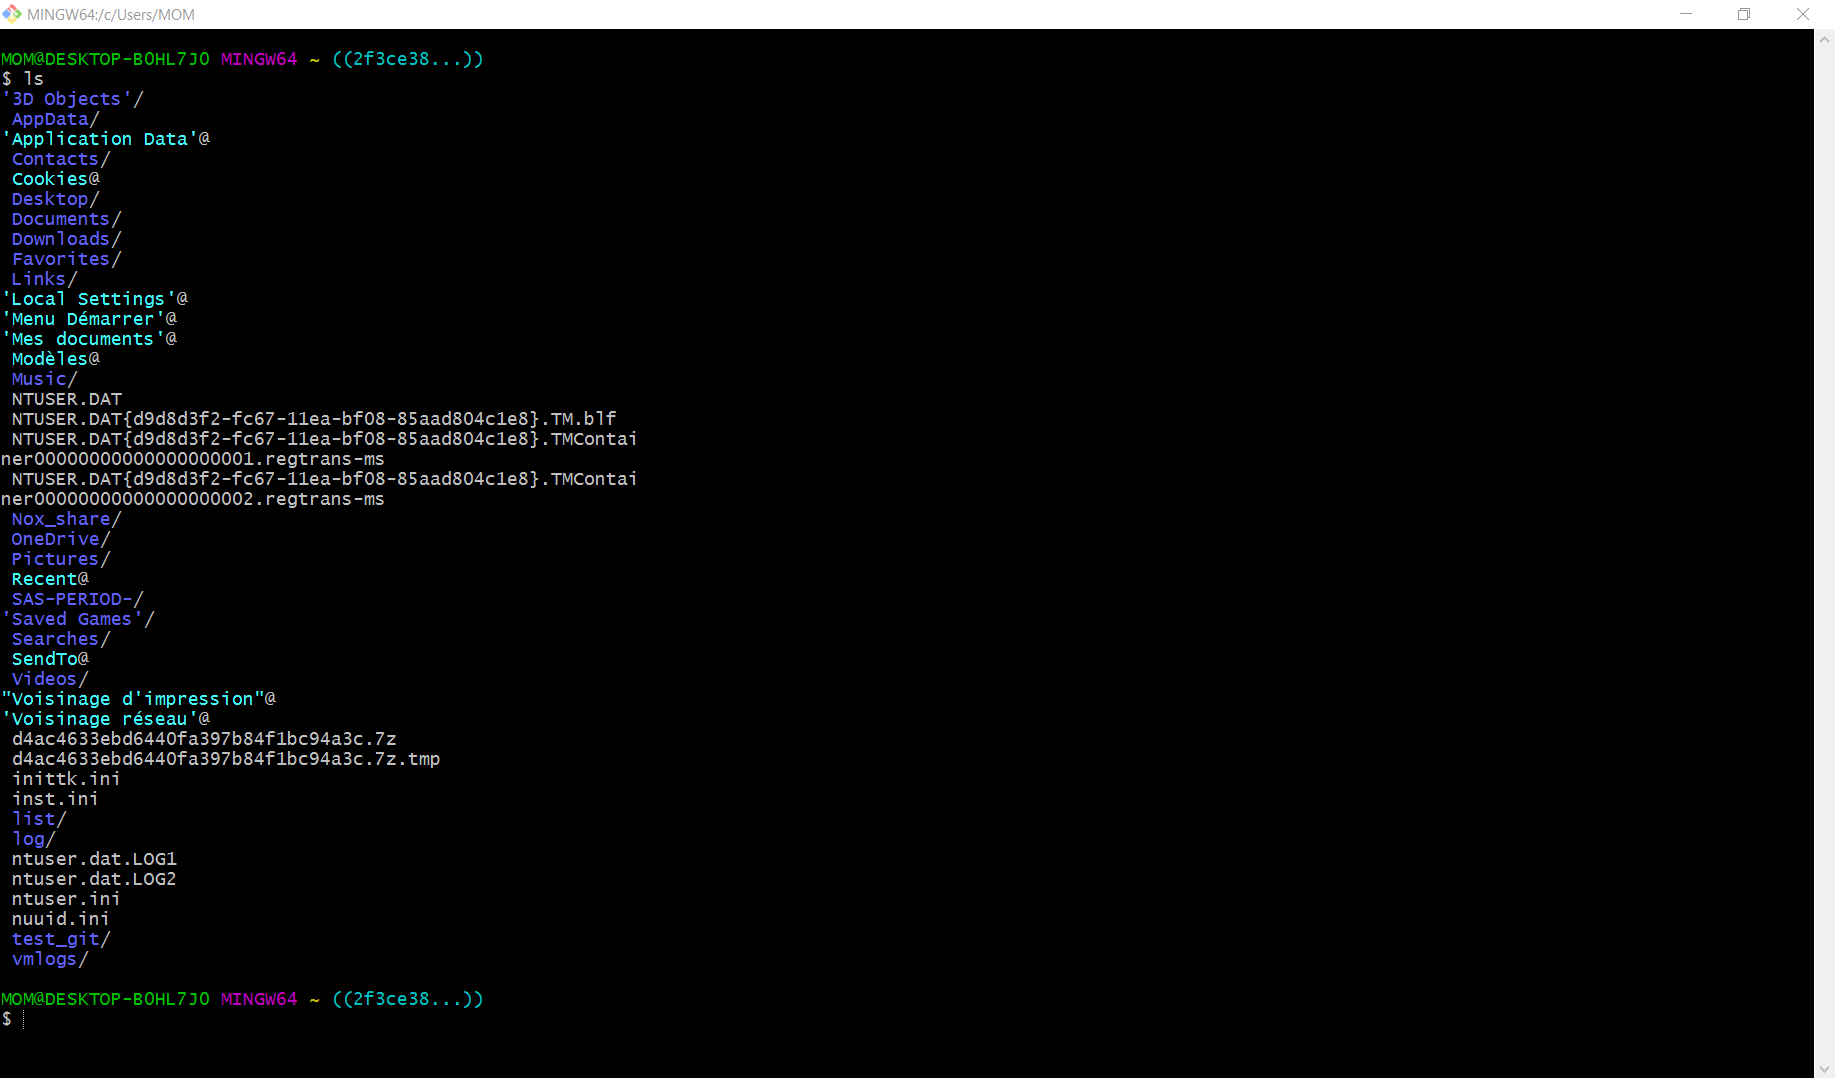 MINGW64:/c/Users/MOM
MOM@DESKTOP-B0HL7J0 MINGW64 ~ ((2f3ce38...))
$ ls
'3D Objects'/
AppData/
'Application Data'@
Contacts/
Cookies@
Desktop/
Documents/
Downloads/
Favorites/
Links/
'Local Settings'@
'Menu Démarrer'@
'Mes documents'@
Modèles@
Music/
NTUSER.DAT
NTUSER.DAT{d9d8d3f2-fc67-11ea-bf08-85aad804c1e8}.TM.blf
NTUSER.DAT{d9d8d3f2-fc67-11ea-bf08-85aad804c1e8}.TMContai
ner00000000000000000001.regtrans-ms
NTUSER.DAT{d9d8d3f2-fc67-11ea-bf08-85aad804c1e8}.TMContai
ner00000000000000000002.regtrans-ms
Nox_share/
OneDrive/
Pictures/
Recent@
SAS-PERIOD-/
'Saved Games'/
Searches/
SendTo@
Videos/
"Voisinage d'impression"@
'Voisinage réseau'@
d4ac4633ebd6440fa397b84f1bc94a3c.7z
d4ac4633ebd6440fa397b84f1bc94a3c.7z.tmp
inittk.ini
inst.ini
list/
log/
ntuser.dat.LOG1
ntuser.dat.LOG2
ntuser.ini
nuuid.ini
test_git/
vmlogs/
MOM@DESKTOP-B0HL7J0 MINGW64 ~ ((2f3ce38...))
$